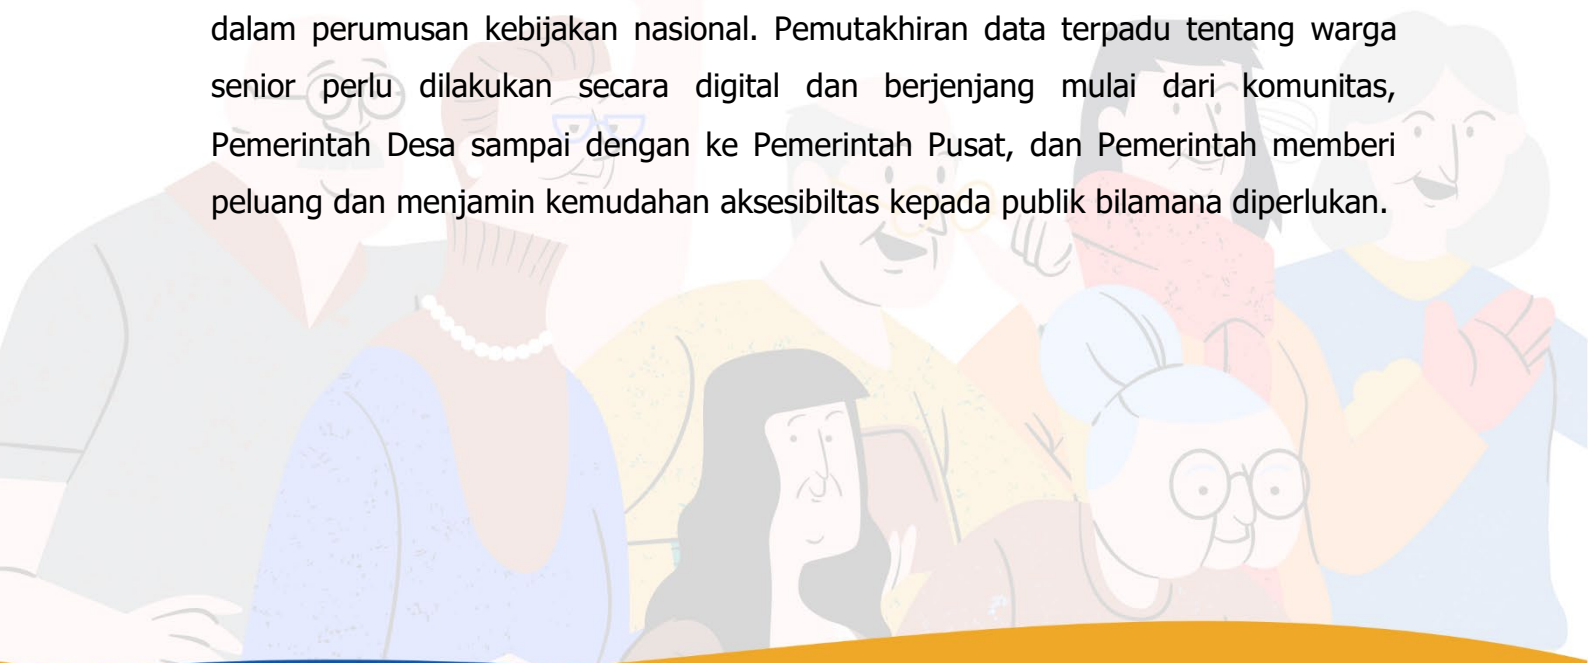 dalam perumusan kebijakan nasional. Pemutakhiran data terpadu tentang warga
senior perlu dilakukan secara digital dan berjenjang mulai dari komunitas,
Pemerintah Desa sampai dengan ke Pemerintah Pusat, dan Pemerintah memberi
peluang dan menjamin kemudahan aksesibiltas kepada publik bilamana diperlukan.